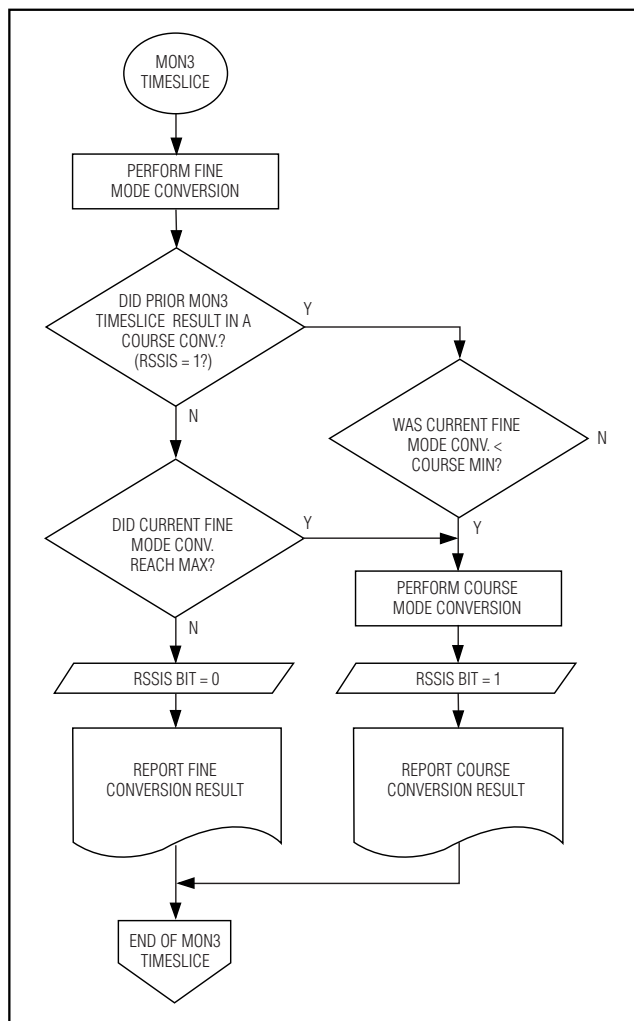 MON3
TIMESLICE
PERFORM FINE
MODE CONVERSION
DID PRIOR MON3
TIMESLICE RESULT IN A
COURSE CONV.?
(RSSIS = 1?)
Y
N
WAS CURRENT FINE
MODE CONV. <
COURSE MIN?
N
Y
DID CURRENT FINE
MODE CONV.
REACH MAX?
Y
N
PERFORM COURSE
MODE CONVERSION
RSSIS BIT = 0
RSSIS BIT = 1
REPORT FINE
CONVERSION RESULT
REPORT COURSE
CONVERSION RESULT
END OF MON3
TIMESLICE